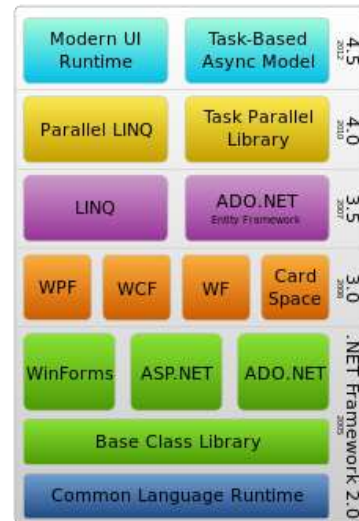 Modern UI
Runtime
Task-Based
Async Model
4.5
2012
Parallel LINQ
Task Parallel
Library
4.0
2010
LINQ
ADO.NET
Entity Framework
3.5
2007
WPF
WCF
WF
Card
Space
3.0
2006
WinForms
ASP.NET
ADO.NET
Base Class Library
Common Language Runtime
.NET Framework 2.0
2005